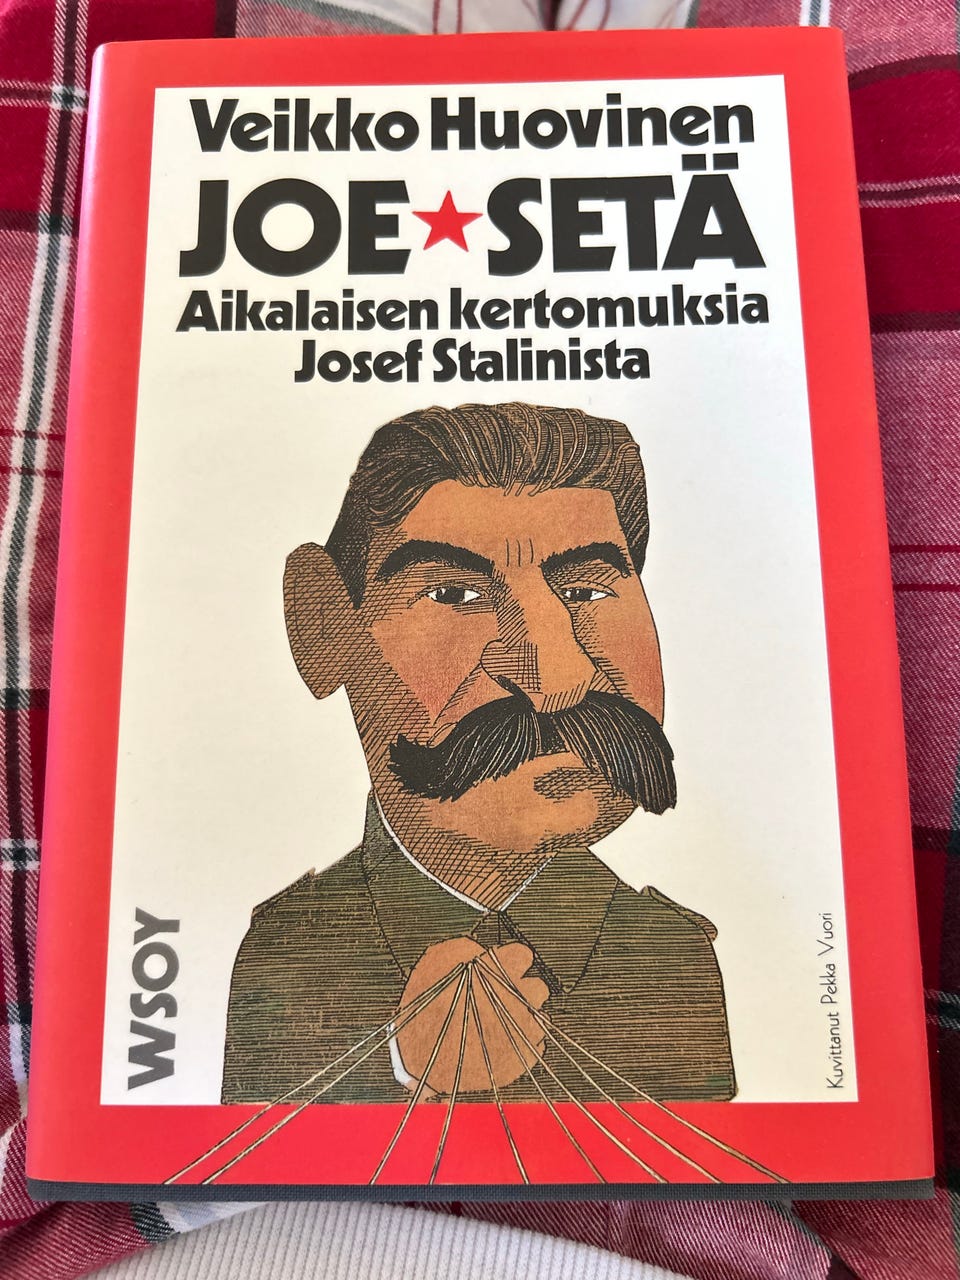 Veikko Huovinen
JOE★SETÄ
Aikalaisen kertomuksia
Josef Stalinista
WSOY
Kuvittanut Pekka Vuori